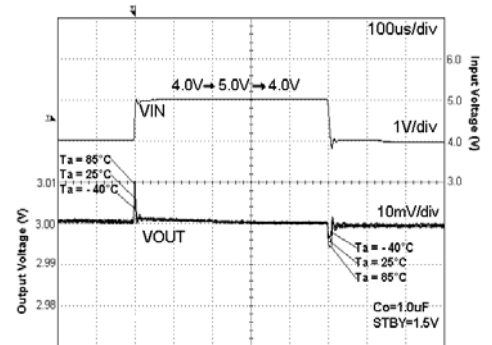 100us/div
6.0
4.0V→5.0V→4.0V
5.0
VIN
1V/div
4.0
Input Voltage (V)
Ta = 85°C
Ta = 25°C
Ta = - 40°C
3.01
3.0
10mV/div
3.00
VOUT
Ta = - 40°C
Ta = 25°C
Ta = 85°C
2.99
2.98
Output Voltage (V)
Co=1.0uF
STBY=1.5V